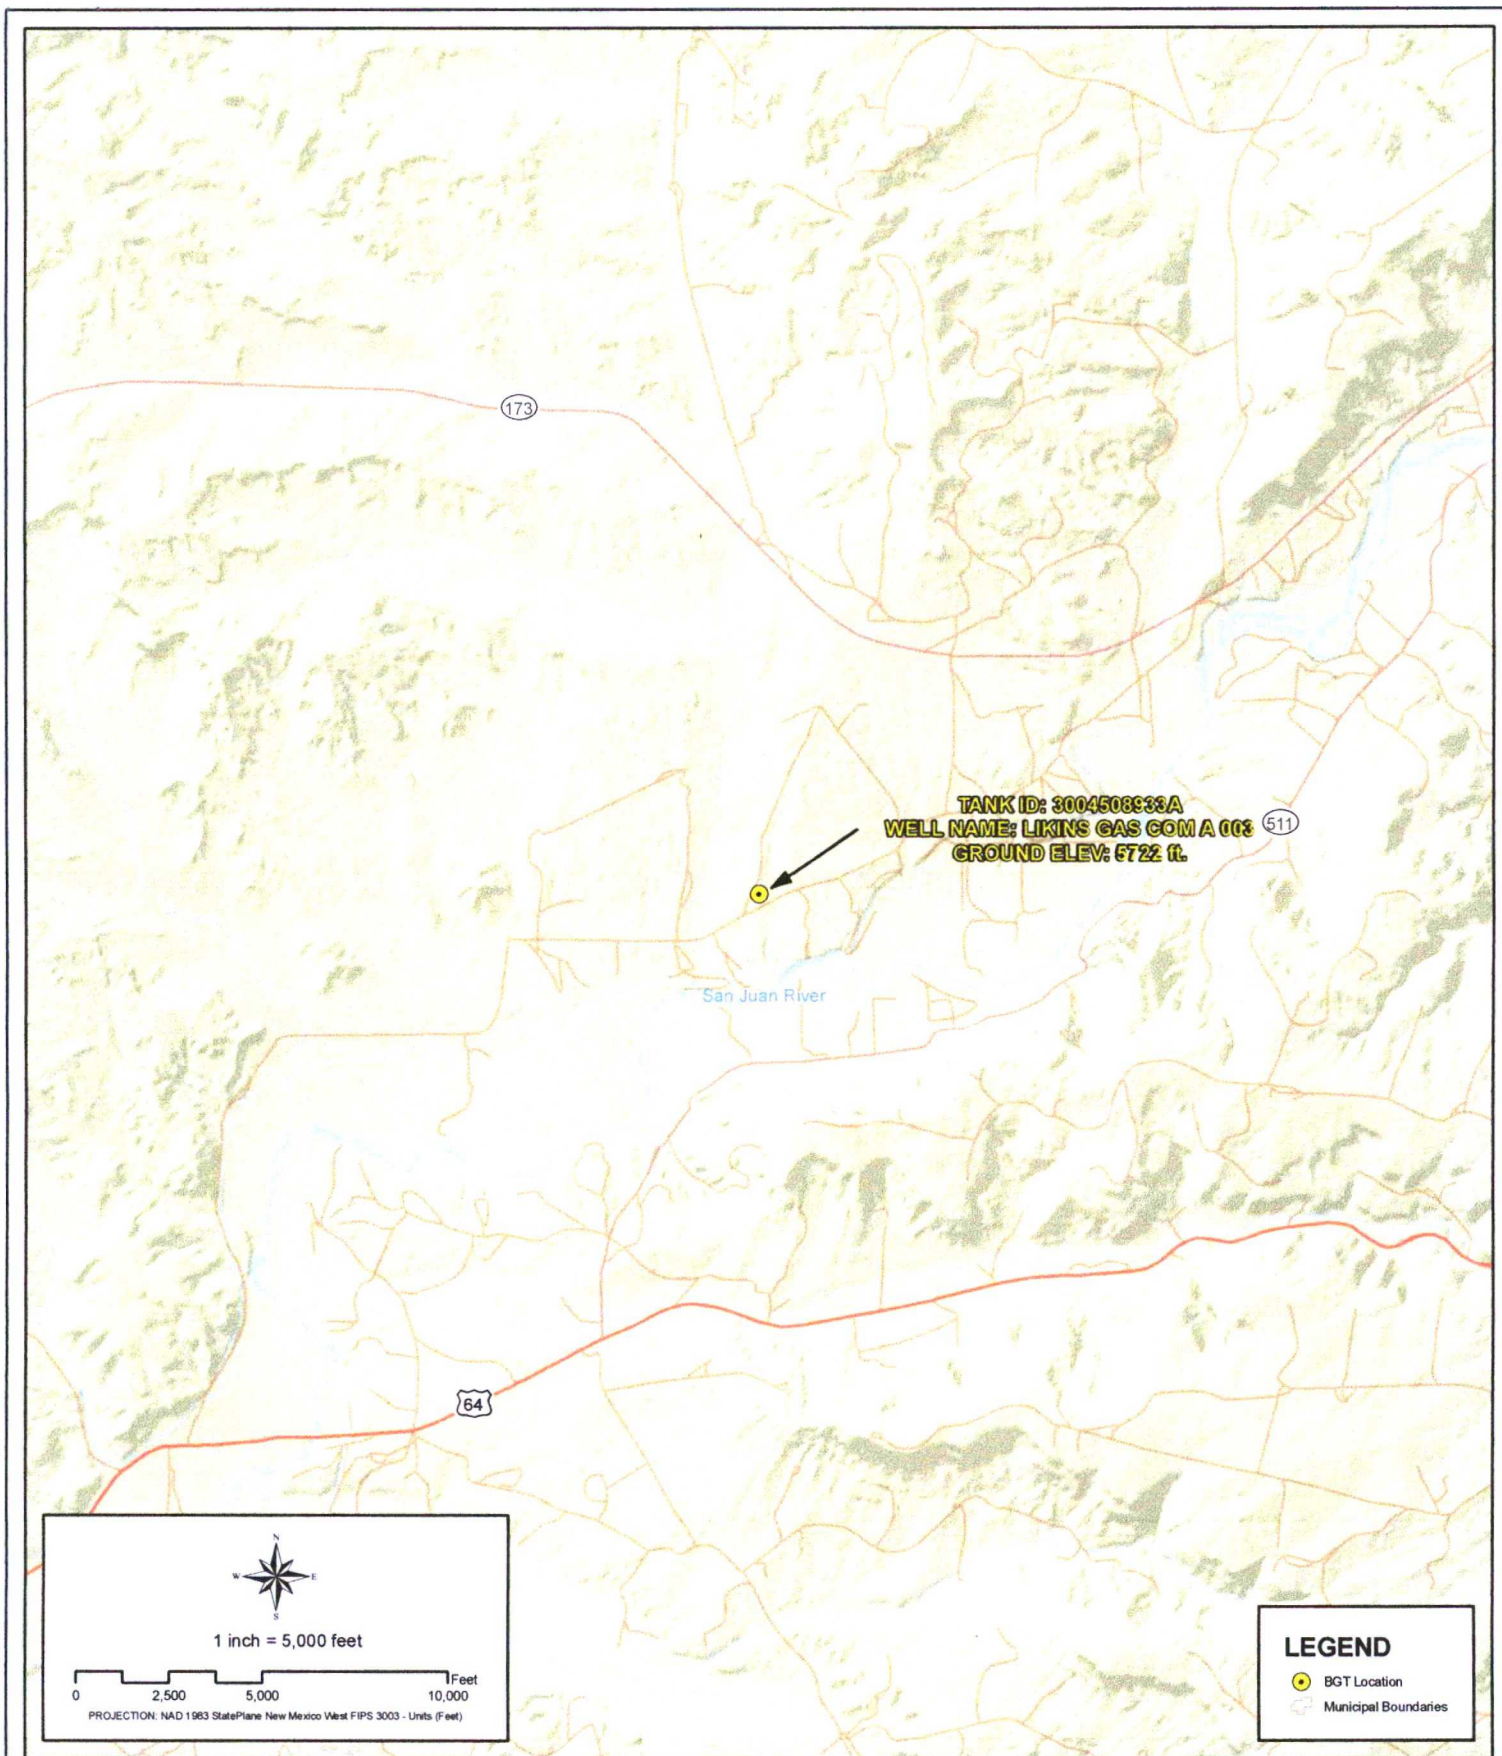 173
TANK ID: 3004508933A
WELL NAME: LIKINS GAS COM A 003
GROUND ELEV: 5722 ft.
511
San Juan River
64
N
W E
S
1 inch = 5,000 feet
Feet
0 2,500 5,000 10,000
PROJECTION: NAD 1983 StatePlane New Mexico West FIPS 3003 - Units (Feet)
LEGEND
BGT Location
Municipal Boundaries